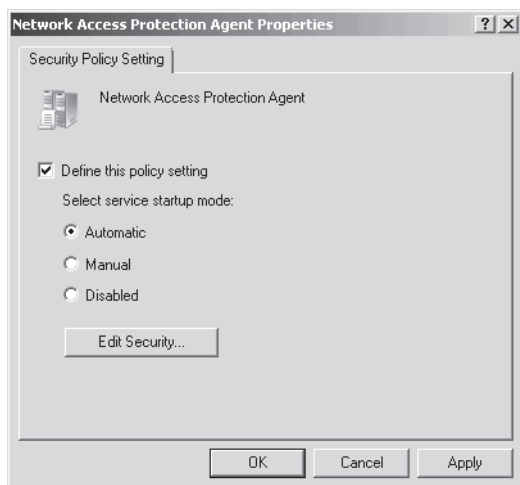 Network Access Protection Agent Properties
? X
Security Policy Setting
Network Access Protection Agent
Define this policy setting
Select service startup mode:
Automatic
Manual
Disabled
Edit Security...
OK Cancel Apply